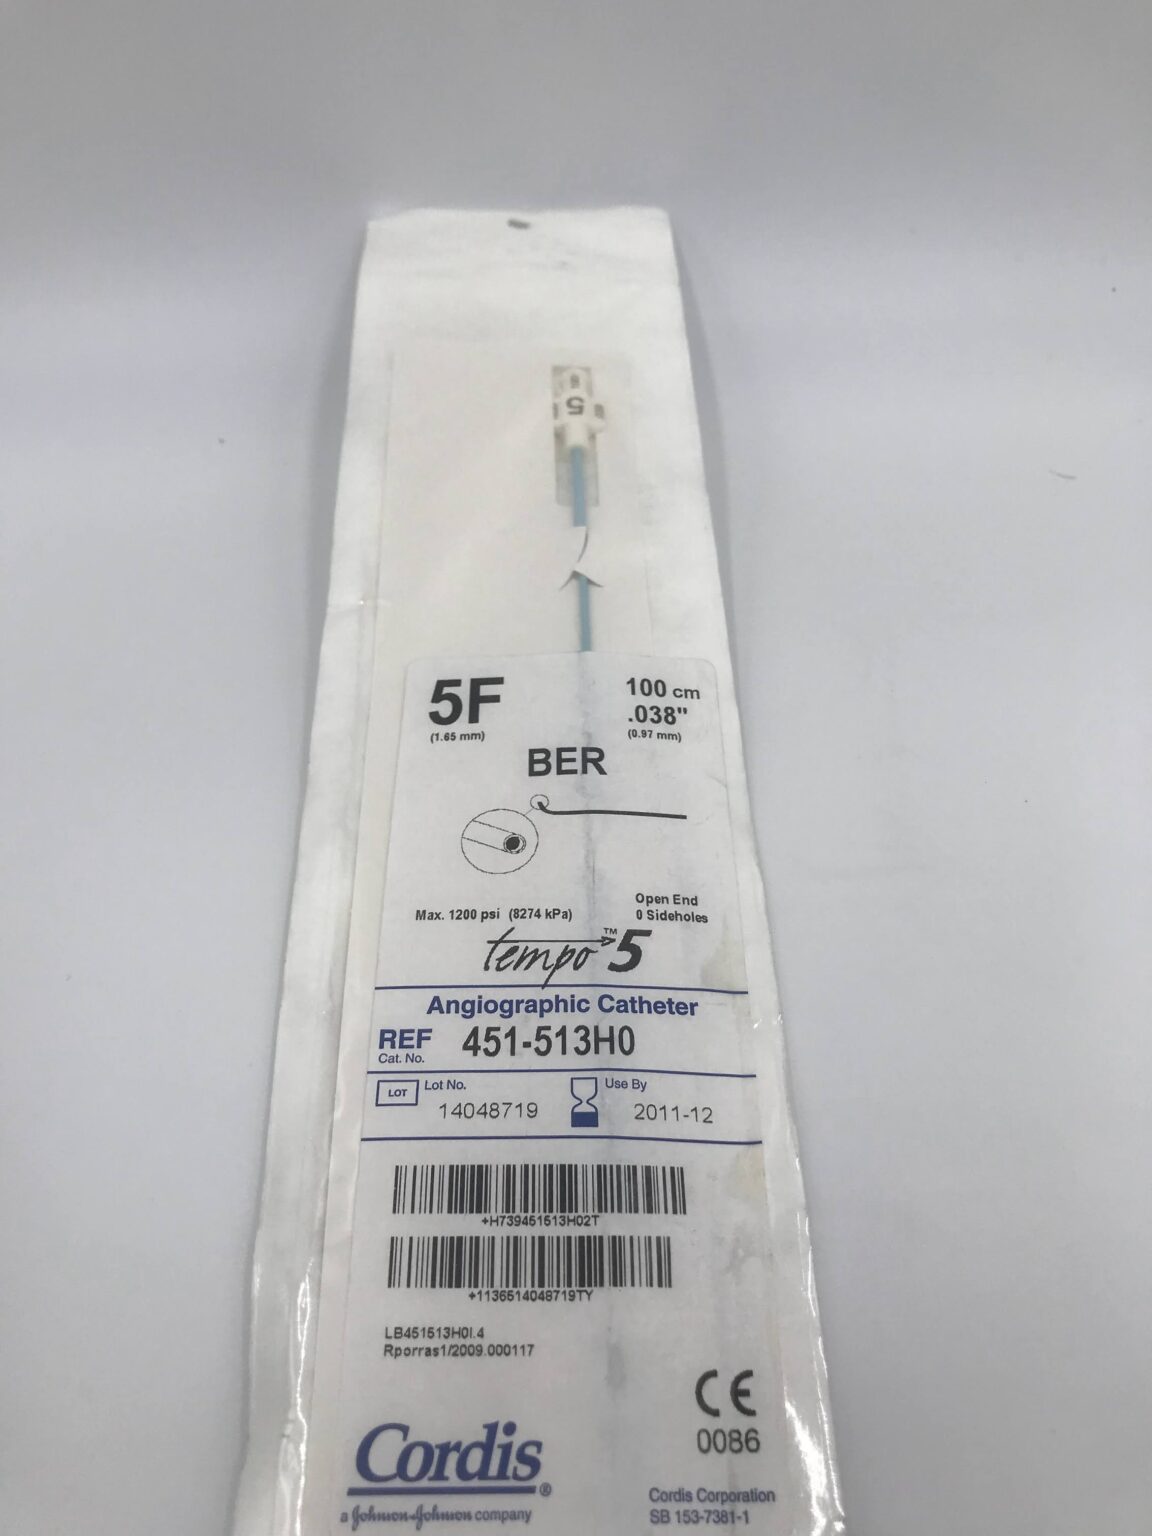 5
5F
(1.65 mm)
100 cm
.038"
(0.97 mm)
BER
Max. 1200 psi (8274 kPa)
Open End
0 Sideholes
tempo™5
Angiographic Catheter
REF 451-513H0
Cat. No.
LOT Lot No.
14048719
Use By
2011-12
+H739451513H02T
+1136514048719TY
LB451513H0I.4
Rporras1/2009.000117
CE
0086
Cordis®
a Johnson&Johnson company
Cordis Corporation
SB 153-7381-1